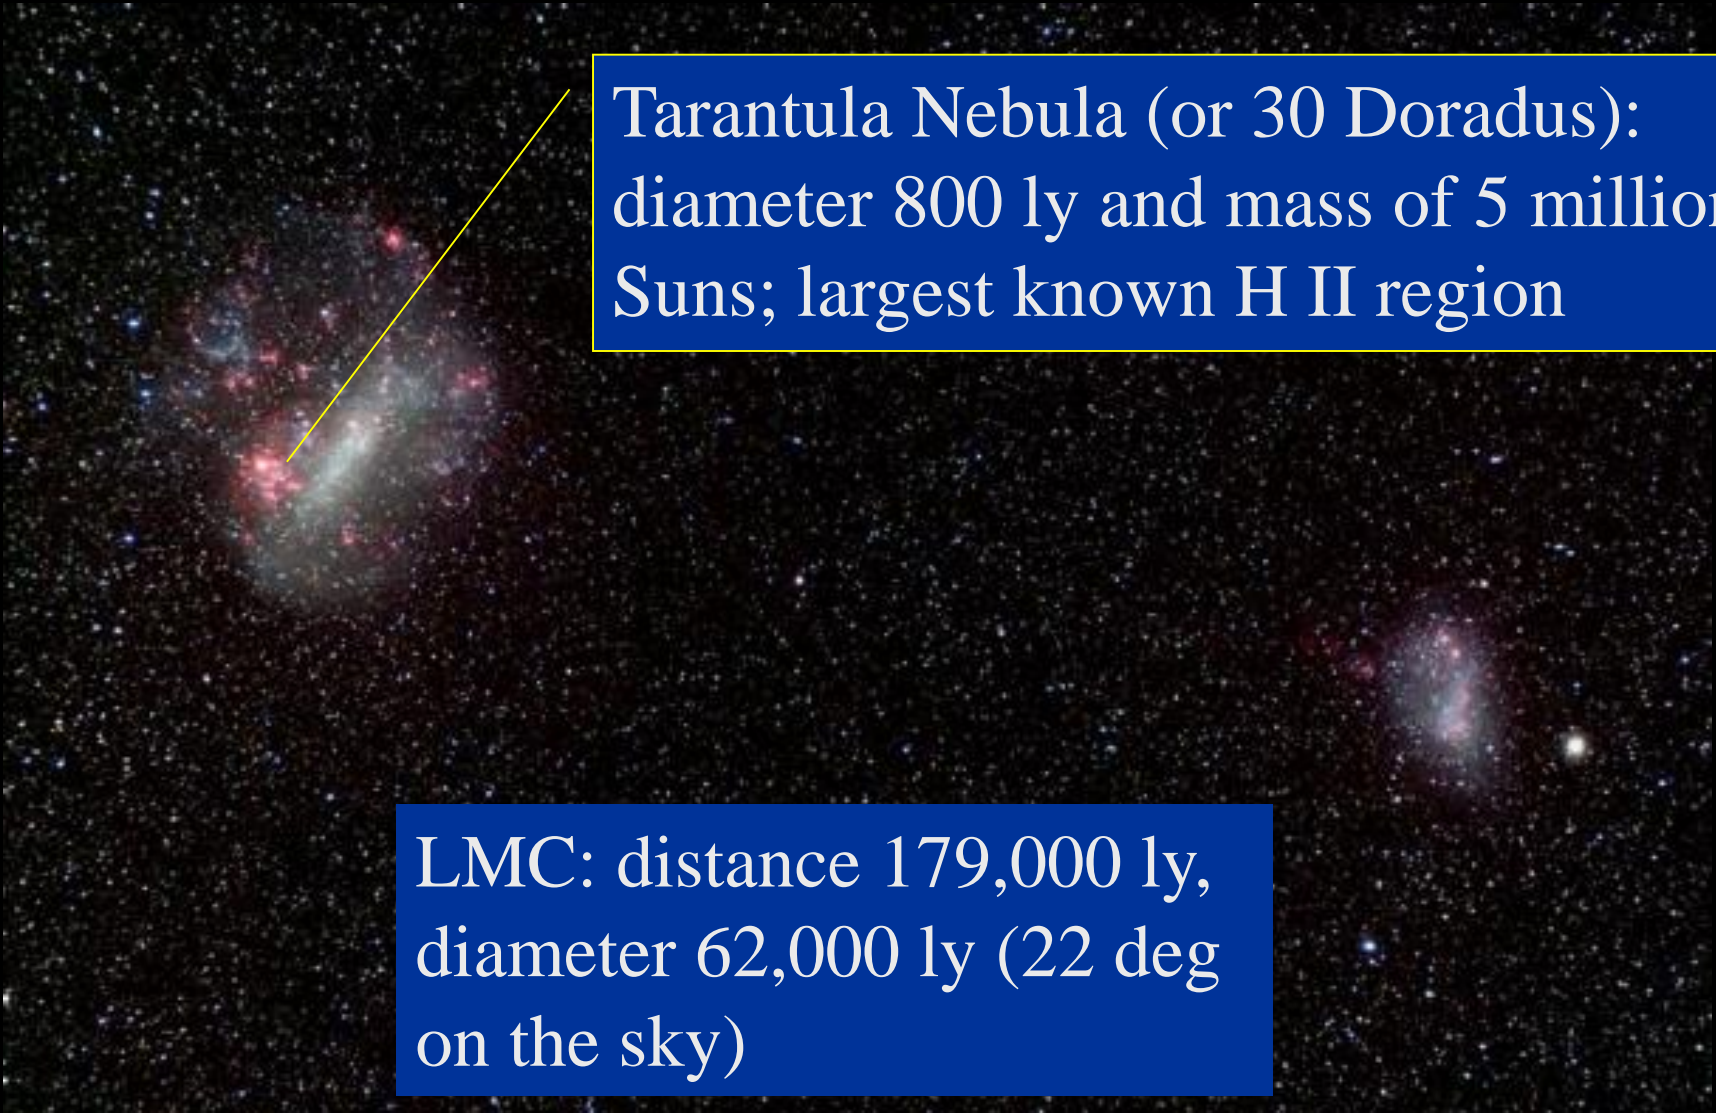 Tarantula Nebula (or 30 Doradus):
diameter 800 ly and mass of 5 million
Suns; largest known H II region
LMC: distance 179,000 ly,
diameter 62,000 ly (22 deg
on the sky)